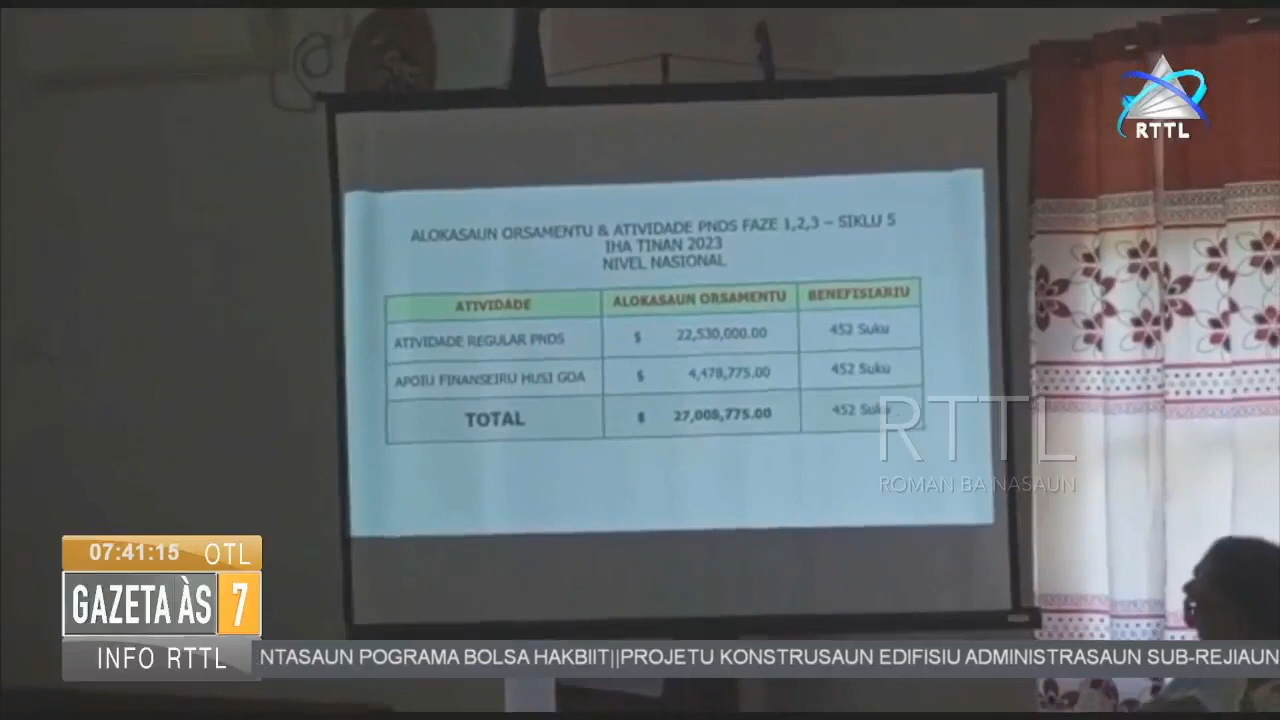 RTTL
ALOKASAUN ORSAMENTU & ATIVIDADE PNDS FAZE 1,2,3 – SIKLU 5
IHA TINAN 2023
NIVEL NASIONAL
ATIVIDADE ALOKASAUN ORSAMENTU BENEFISIARIU
ATIVIDADE REGULAR PNDS $ 22,530,000.00 452 Suku
APOIU FINANSEIRU HUSI GOA $ 4,478,775.00 452 Suku
TOTAL $ 27,008,775.00 452 Suku
RTTL
ROMAN BA NASAUN
07:41:15 OTL
GAZETA ÀS 7
INFO RTTL
NTASAUN POGRAMA BOLSA HAKBIIT||PROJETU KONSTRUSAUN EDIFISIU ADMINISTRASAUN SUB-REJIAUN